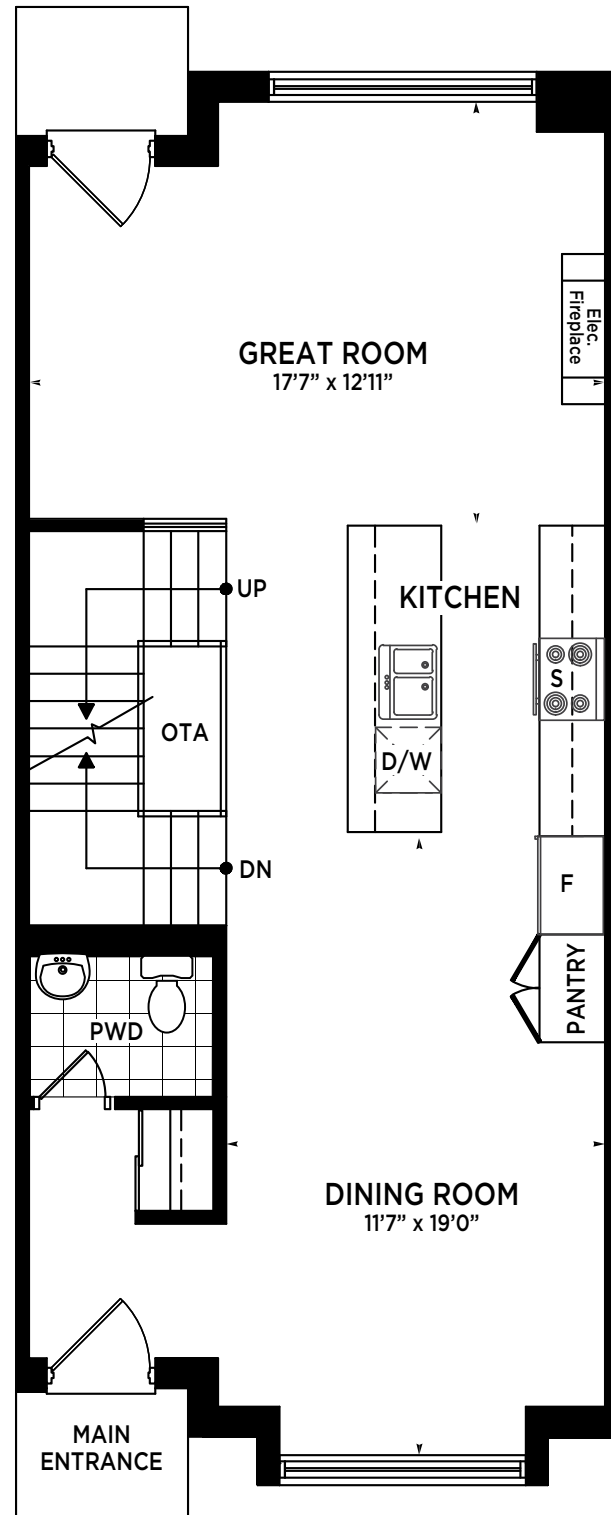 Elec.
Fireplace
GREAT ROOM
17'7” x 12'11”
UP
KITCHEN
S
OTA
D/W
DN
F
PANTRY
PWD
DINING ROOM
11'7” x 19'0”
MAIN
ENTRANCE